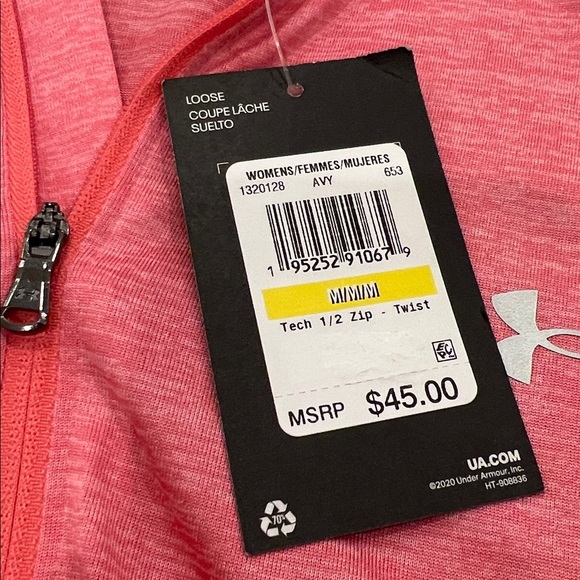 LOOSE
COUPE LÂCHE
SUELTO
WOMENS/FEMMES/MUJERES
1320128 AVY 653
1 95252 91067 9
M/M/M
Tech 1/2 Zip - Twist
MSRP $45.00
UA.COM
©2020 Under Armour, Inc.
HT-908836
70%